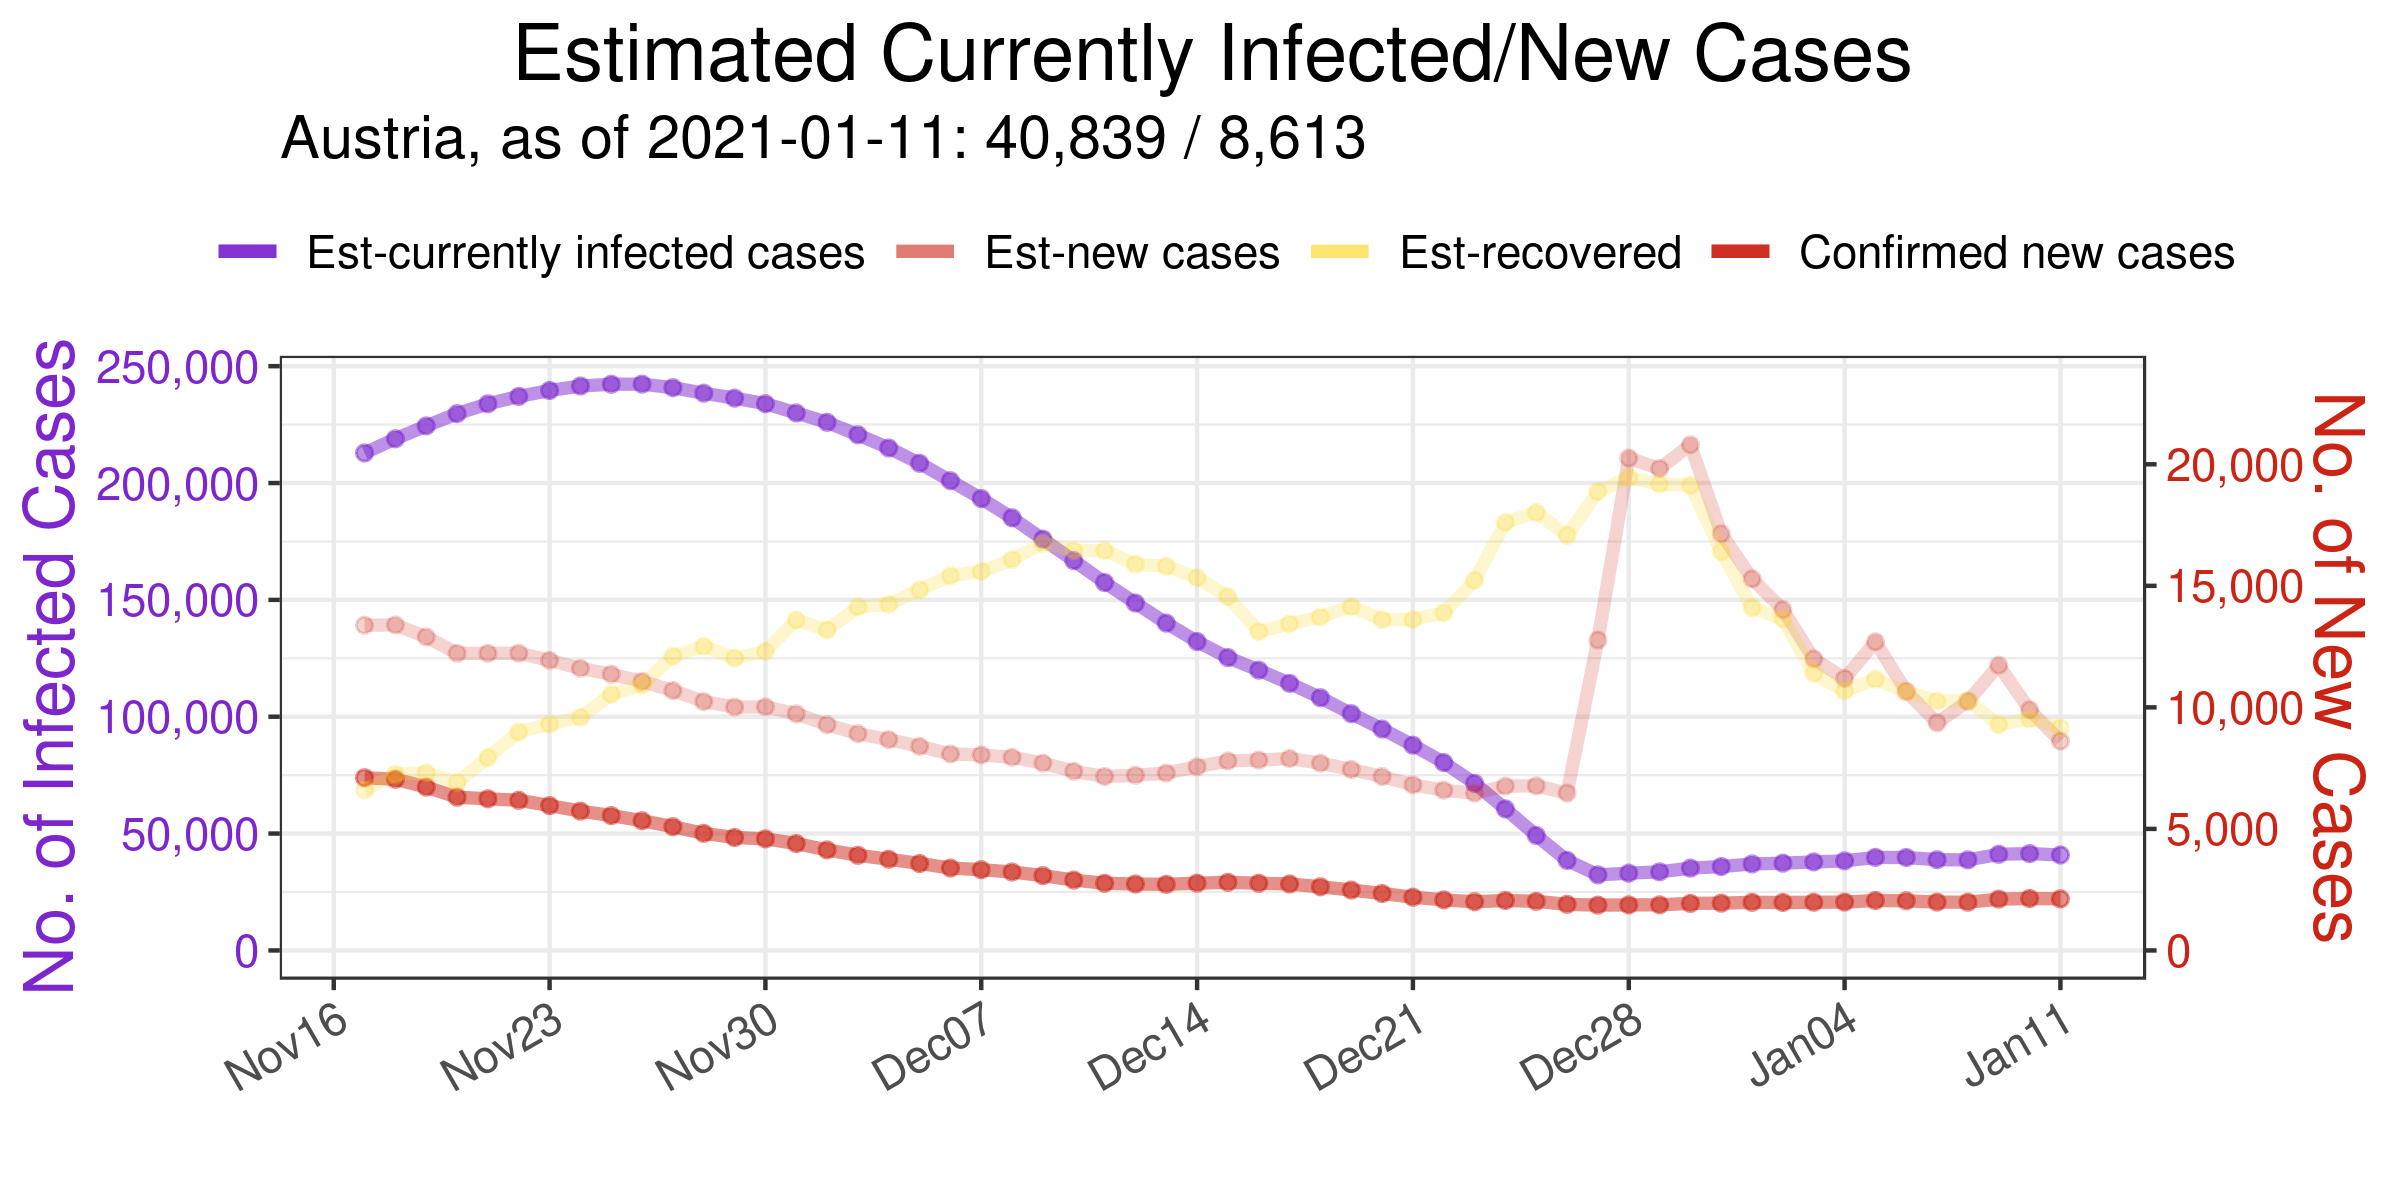 Estimated Currently Infected/New Cases
Austria, as of 2021-01-11: 40,839 / 8,613
Est-currently infected cases Est-new cases Est-recovered Confirmed new cases
No. of Infected Cases
250,000
200,000
150,000
100,000
50,000
0
20,000
15,000
10,000
5,000
0
No. of New Cases
Nov16 Nov23 Nov30 Dec07 Dec14 Dec21 Dec28 Jan04 Jan11